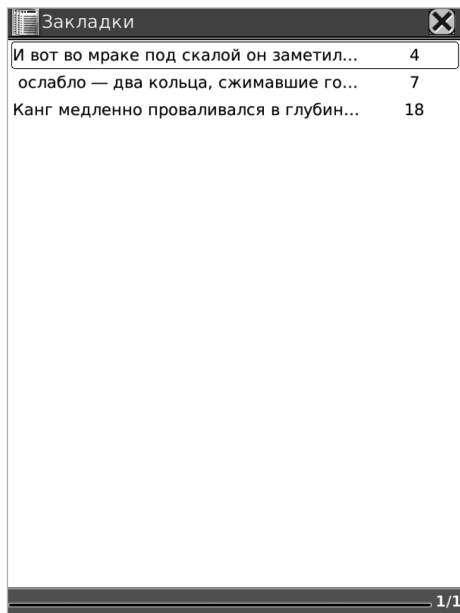 Закладки
И вот во мраке под скалой он заметил... 4
ослабло — два кольца, сжимавшие го... 7
Канг медленно проваливался в глубин... 18
1/1